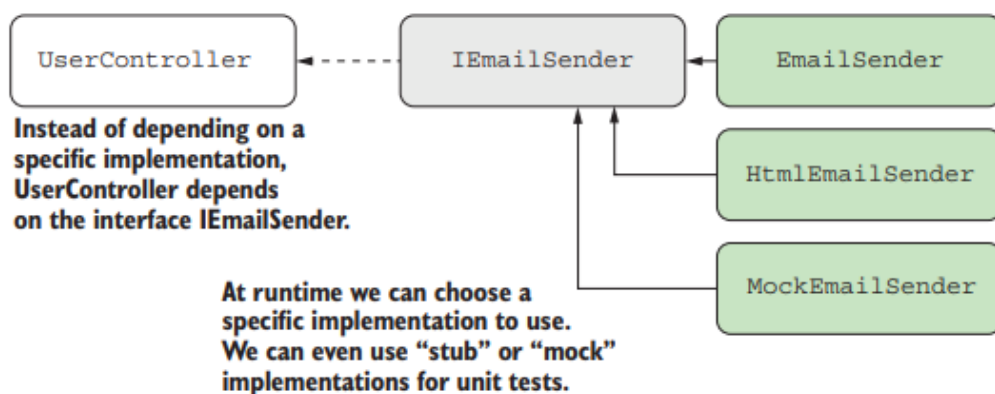 UserController
IEmailSender
EmailSender
Instead of depending on a
specific implementation,
UserController depends
on the interface IEmailSender.
HtmlEmailSender
MockEmailSender
At runtime we can choose a
specific implementation to use.
We can even use “stub” or “mock”
implementations for unit tests.